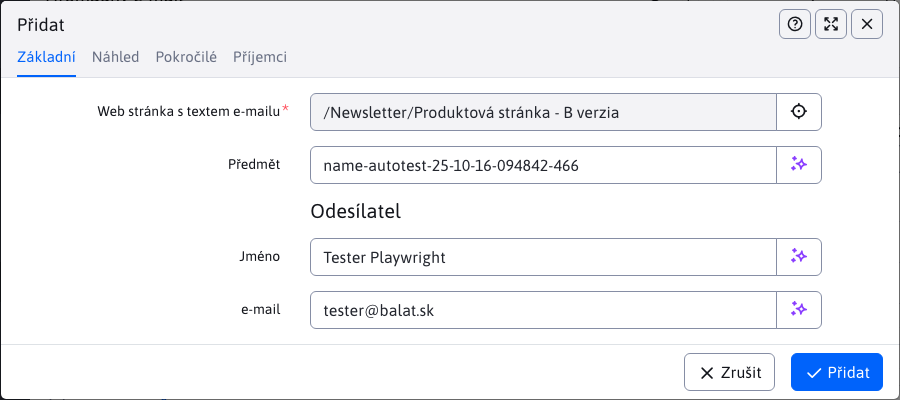 Přidat
Základní Náhled Pokročilé Příjemci
Web stránka s textem e-mailu* /Newsletter/Produktová stránka - B verzia
Předmět name-autotest-25-10-16-094842-466
Odesílatel
Jméno Tester Playwright
e-mail tester@balat.sk
Zrušit Přidat